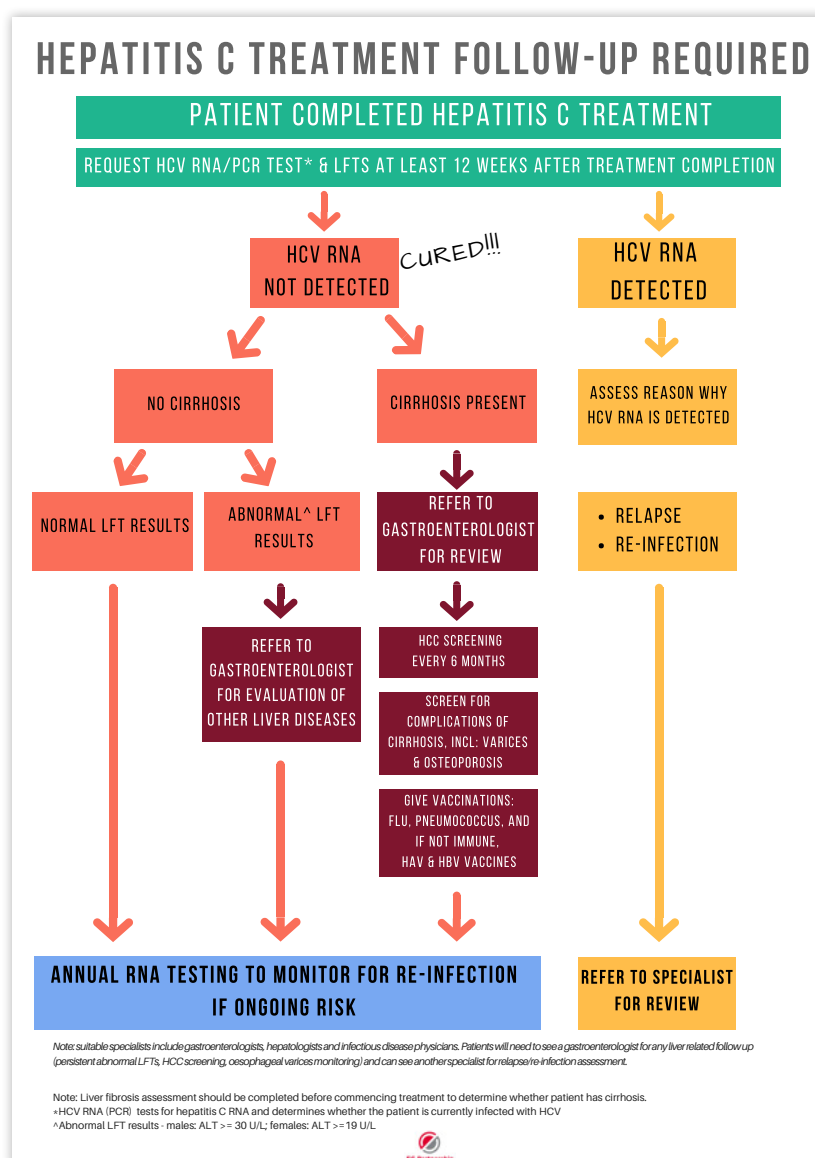 HEPATITIS C TREATMENT FOLLOW-UP REQUIRED
PATIENT COMPLETED HEPATITIS C TREATMENT
REQUEST HCV RNA/PCR TEST* & LFTS AT LEAST 12 WEEKS AFTER TREATMENT COMPLETION
HCV RNA
NOT DETECTED
CURED!!!
HCV RNA
DETECTED
NO CIRRHOSIS
CIRRHOSIS PRESENT
ASSESS REASON WHY
HCV RNA IS DETECTED
NORMAL LFT RESULTS
ABNORMAL^ LFT
RESULTS
REFER TO
GASTROENTEROLOGIST
FOR REVIEW
• RELAPSE
• RE-INFECTION
REFER TO
GASTROENTEROLOGIST
FOR EVALUATION OF
OTHER LIVER DISEASES
HCC SCREENING
EVERY 6 MONTHS
SCREEN FOR
COMPLICATIONS OF
CIRRHOSIS, INCL: VARICES
& OSTEOPOROSIS
GIVE VACCINATIONS:
FLU, PNEUMOCOCCUS, AND
IF NOT IMMUNE,
HAV & HBV VACCINES
ANNUAL RNA TESTING TO MONITOR FOR RE-INFECTION
IF ONGOING RISK
REFER TO SPECIALIST
FOR REVIEW
Note: suitable specialists include gastroenterologists, hepatologists and infectious disease physicians. Patients will need to see a gastroenterologist for any liver related follow up
(persistent abnormal LFTs, HCC screening, oesophageal varices monitoring) and can see another specialist for relapse/re-infection assessment.
Note: Liver fibrosis assessment should be completed before commencing treatment to determine whether patient has cirrhosis.
*HCV RNA (PCR) tests for hepatitis C RNA and determines whether the patient is currently infected with HCV
^Abnormal LFT results - males: ALT >= 30 U/L; females: ALT >=19 U/L